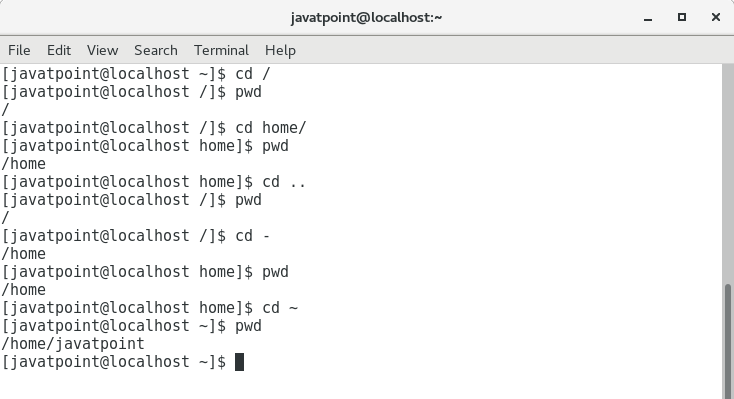 javatpoint@localhost:~
File Edit View Search Terminal Help
[javatpoint@localhost ~]$ cd /
[javatpoint@localhost /]$ pwd
/
[javatpoint@localhost /]$ cd home/
[javatpoint@localhost home]$ pwd
/home
[javatpoint@localhost home]$ cd ..
[javatpoint@localhost /]$ pwd
/
[javatpoint@localhost /]$ cd -
/home
[javatpoint@localhost home]$ pwd
/home
[javatpoint@localhost home]$ cd ~
[javatpoint@localhost ~]$ pwd
/home/javatpoint
[javatpoint@localhost ~]$